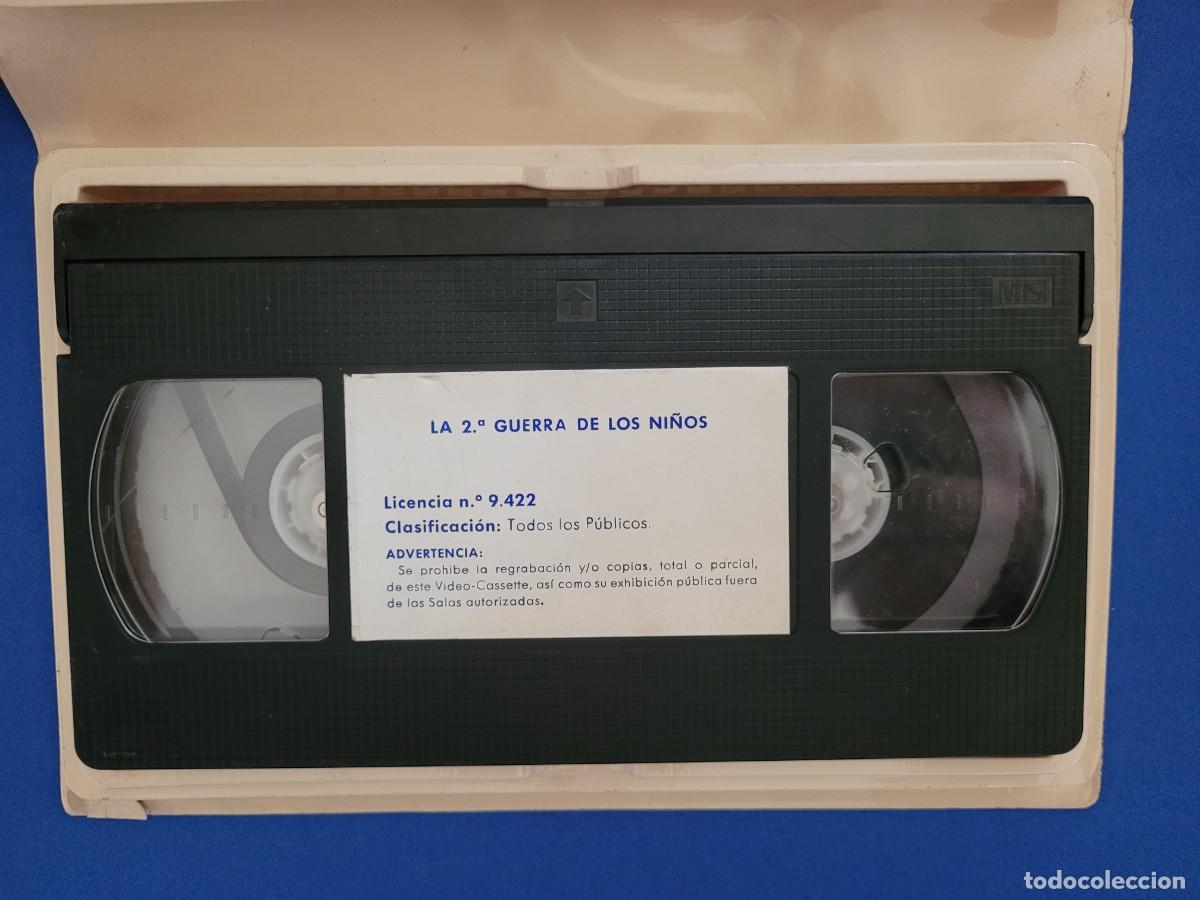 VHS
LA 2.ª GUERRA DE LOS NIÑOS
Licencia n.º 9.422
Clasificación: Todos los Públicos.
ADVERTENCIA:
Se prohibe la regrabación y/o copias, total o parcial,
de este Video-Cassette, así como su exhibición pública fuera
de las Salas autorizadas.
todocoleccion